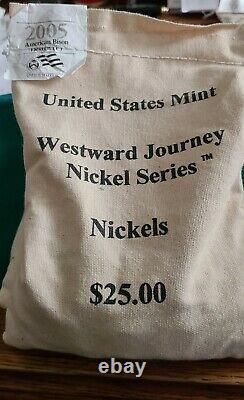 2005
American Bison
United States Mint
Westward Journey
Nickel Series™
Nickels
$25.00